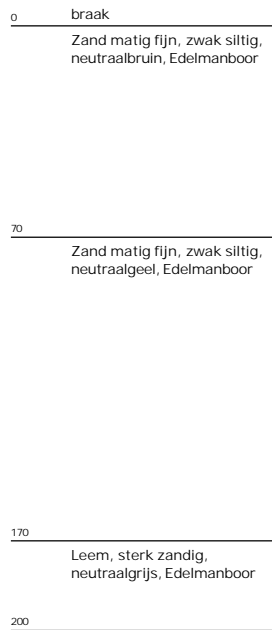 0 braak
Zand matig fijn, zwak siltig,
neutraalbruin, Edelmanboor
70
Zand matig fijn, zwak siltig,
neutraalgeel, Edelmanboor
170
Leem, sterk zandig,
neutraalgrijs, Edelmanboor
200